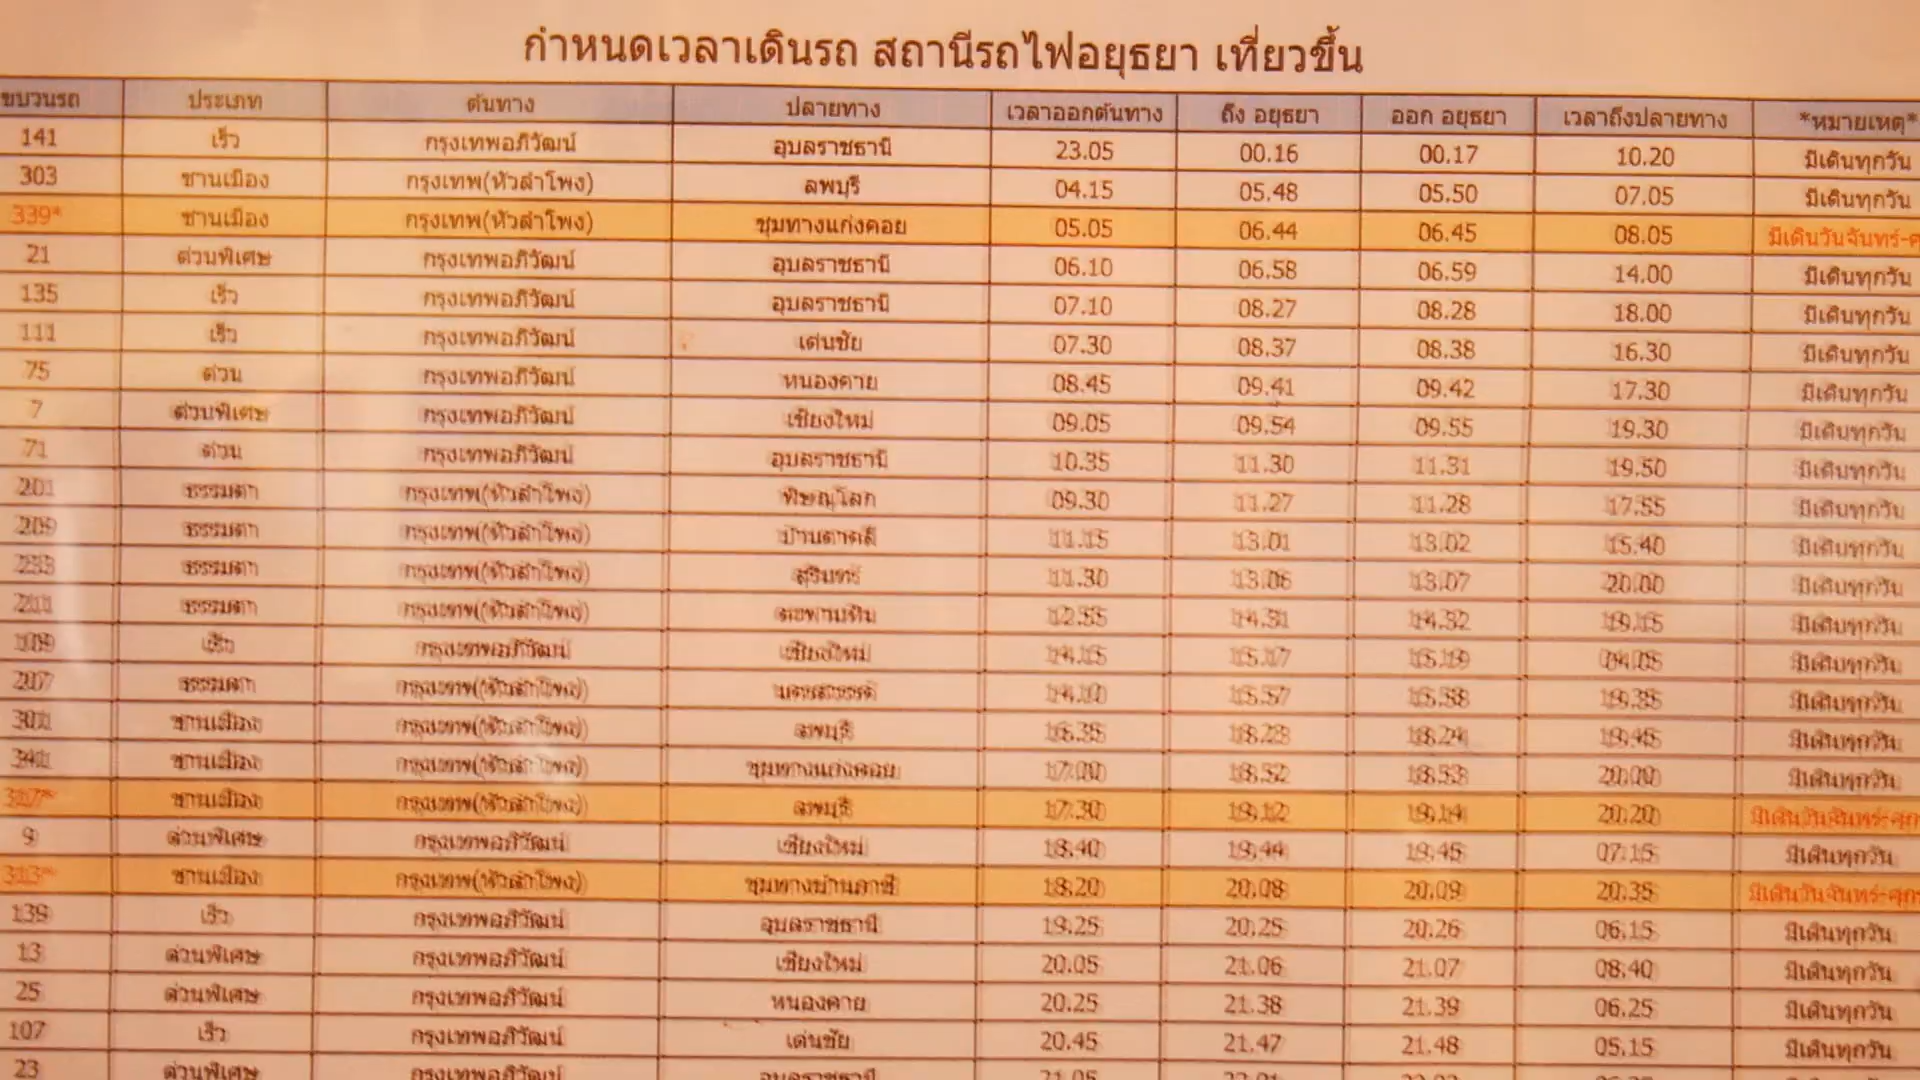 กำหนดเวลาเดินรถ สถานีรถไฟอยุธยา เที่ยวขึ้น
ขบวนรถ ประเภท ต้นทาง ปลายทาง เวลาออกต้นทาง ถึง อยุธยา ออก อยุธยา เวลาถึงปลายทาง *หมายเหตุ*
141 เร็ว กรุงเทพอภิวัฒน์ อุบลราชธานี 23.05 00.16 00.17 10.20 มีเดินทุกวัน
303 ชานเมือง กรุงเทพ(หัวลำโพง) ลพบุรี 04.15 05.48 05.50 07.05 มีเดินทุกวัน
339* ชานเมือง กรุงเทพ(หัวลำโพง) ชุมทางแก่งคอย 05.05 06.44 06.45 08.05 มีเดินวันจันทร์-
21 ด่วนพิเศษ กรุงเทพอภิวัฒน์ อุบลราชธานี 06.10 06.58 06.59 14.00 มีเดินทุกวัน
135 เร็ว กรุงเทพอภิวัฒน์ อุบลราชธานี 07.10 08.27 08.28 18.00 มีเดินทุกวัน
111 เร็ว กรุงเทพอภิวัฒน์ เด่นชัย 07.30 08.37 08.38 16.30 มีเดินทุกวัน
75 ด่วน กรุงเทพอภิวัฒน์ หนองคาย 08.45 09.41 09.42 17.30 มีเดินทุกวัน
7 ด่วนพิเศษ กรุงเทพอภิวัฒน์ เชียงใหม่ 09.05 09.54 09.55 19.30 มีเดินทุกวัน
71 ด่วน กรุงเทพอภิวัฒน์ อุบลราชธานี 10.35 11.30 11.31 19.50 มีเดินทุกวัน
201 ธรรมดา กรุงเทพ(หัวลำโพง) พิษณุโลก 09.30 11.27 11.28 17.55 มีเดินทุกวัน
209 ธรรมดา กรุงเทพ(หัวลำโพง) บ้านตาคลี 11.15 13.01 13.02 15.40 มีเดินทุกวัน
233 ธรรมดา กรุงเทพ(หัวลำโพง) สุรินทร์ 11.30 13.06 13.07 20.00 มีเดินทุกวัน
211 ธรรมดา กรุงเทพ(หัวลำโพง) ตะพานหิน 12.55 14.31 14.32 19.15 มีเดินทุกวัน
109 เร็ว กรุงเทพอภิวัฒน์ เชียงใหม่ 14.15 15.17 15.19 04.05 มีเดินทุกวัน
207 ธรรมดา กรุงเทพ(หัวลำโพง) นครสวรรค์ 14.10 15.57 15.58 19.35 มีเดินทุกวัน
301 ชานเมือง กรุงเทพ(หัวลำโพง) ลพบุรี 16.35 18.23 18.24 19.45 มีเดินทุกวัน
341 ชานเมือง กรุงเทพ(หัวลำโพง) ชุมทางแก่งคอย 17.00 18.52 18.53 20.00 มีเดินทุกวัน
317* ชานเมือง กรุงเทพ(หัวลำโพง) ลพบุรี 17.30 19.12 19.14 20.20 มีเดินวันจันทร์-ศุก
9 ด่วนพิเศษ กรุงเทพอภิวัฒน์ เชียงใหม่ 18.40 19.44 19.45 07.15 มีเดินทุกวัน
313* ชานเมือง กรุงเทพ(หัวลำโพง) ชุมทางบ้านภาชี 18.20 20.08 20.09 20.35 มีเดินวันจันทร์-ศุก
139 เร็ว กรุงเทพอภิวัฒน์ อุบลราชธานี 19.25 20.25 20.26 06.15 มีเดินทุกวัน
13 ด่วนพิเศษ กรุงเทพอภิวัฒน์ เชียงใหม่ 20.05 21.06 21.07 08.40 มีเดินทุกวัน
25 ด่วนพิเศษ กรุงเทพอภิวัฒน์ หนองคาย 20.25 21.38 21.39 06.25 มีเดินทุกวัน
107 เร็ว กรุงเทพอภิวัฒน์ เด่นชัย 20.45 21.47 21.48 05.15 มีเดินทุกวัน
23 ด่วนพิเศษ กรุงเทพอภิวัฒน์ อุบลราชธานี 21.05